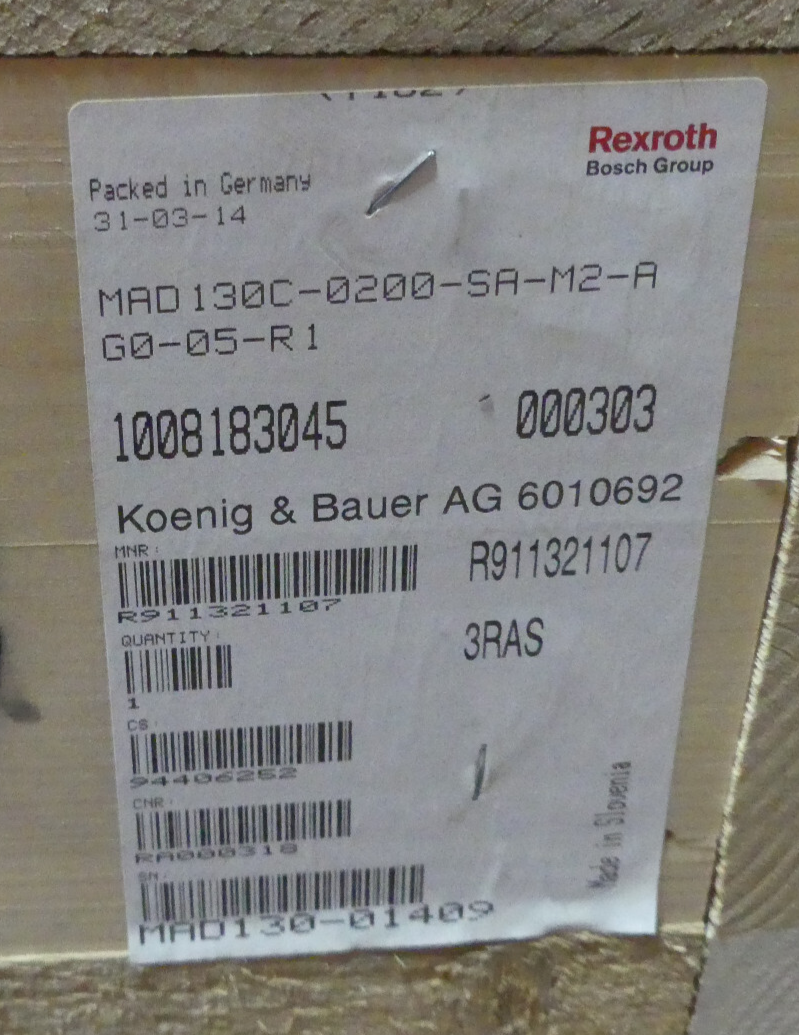 Rexroth
Bosch Group
Packed in Germany
31-03-14
MAD130C-0200-SA-M2-A
G0-05-R1
1008183045 000303
Koenig & Bauer AG 6010692
MNR:
R911321107
R911321107
QUANTITY:
1
3RAS
CS:
94406252
CNR:
RA000318
SN:
MAD130-01409
Made in Slovenia